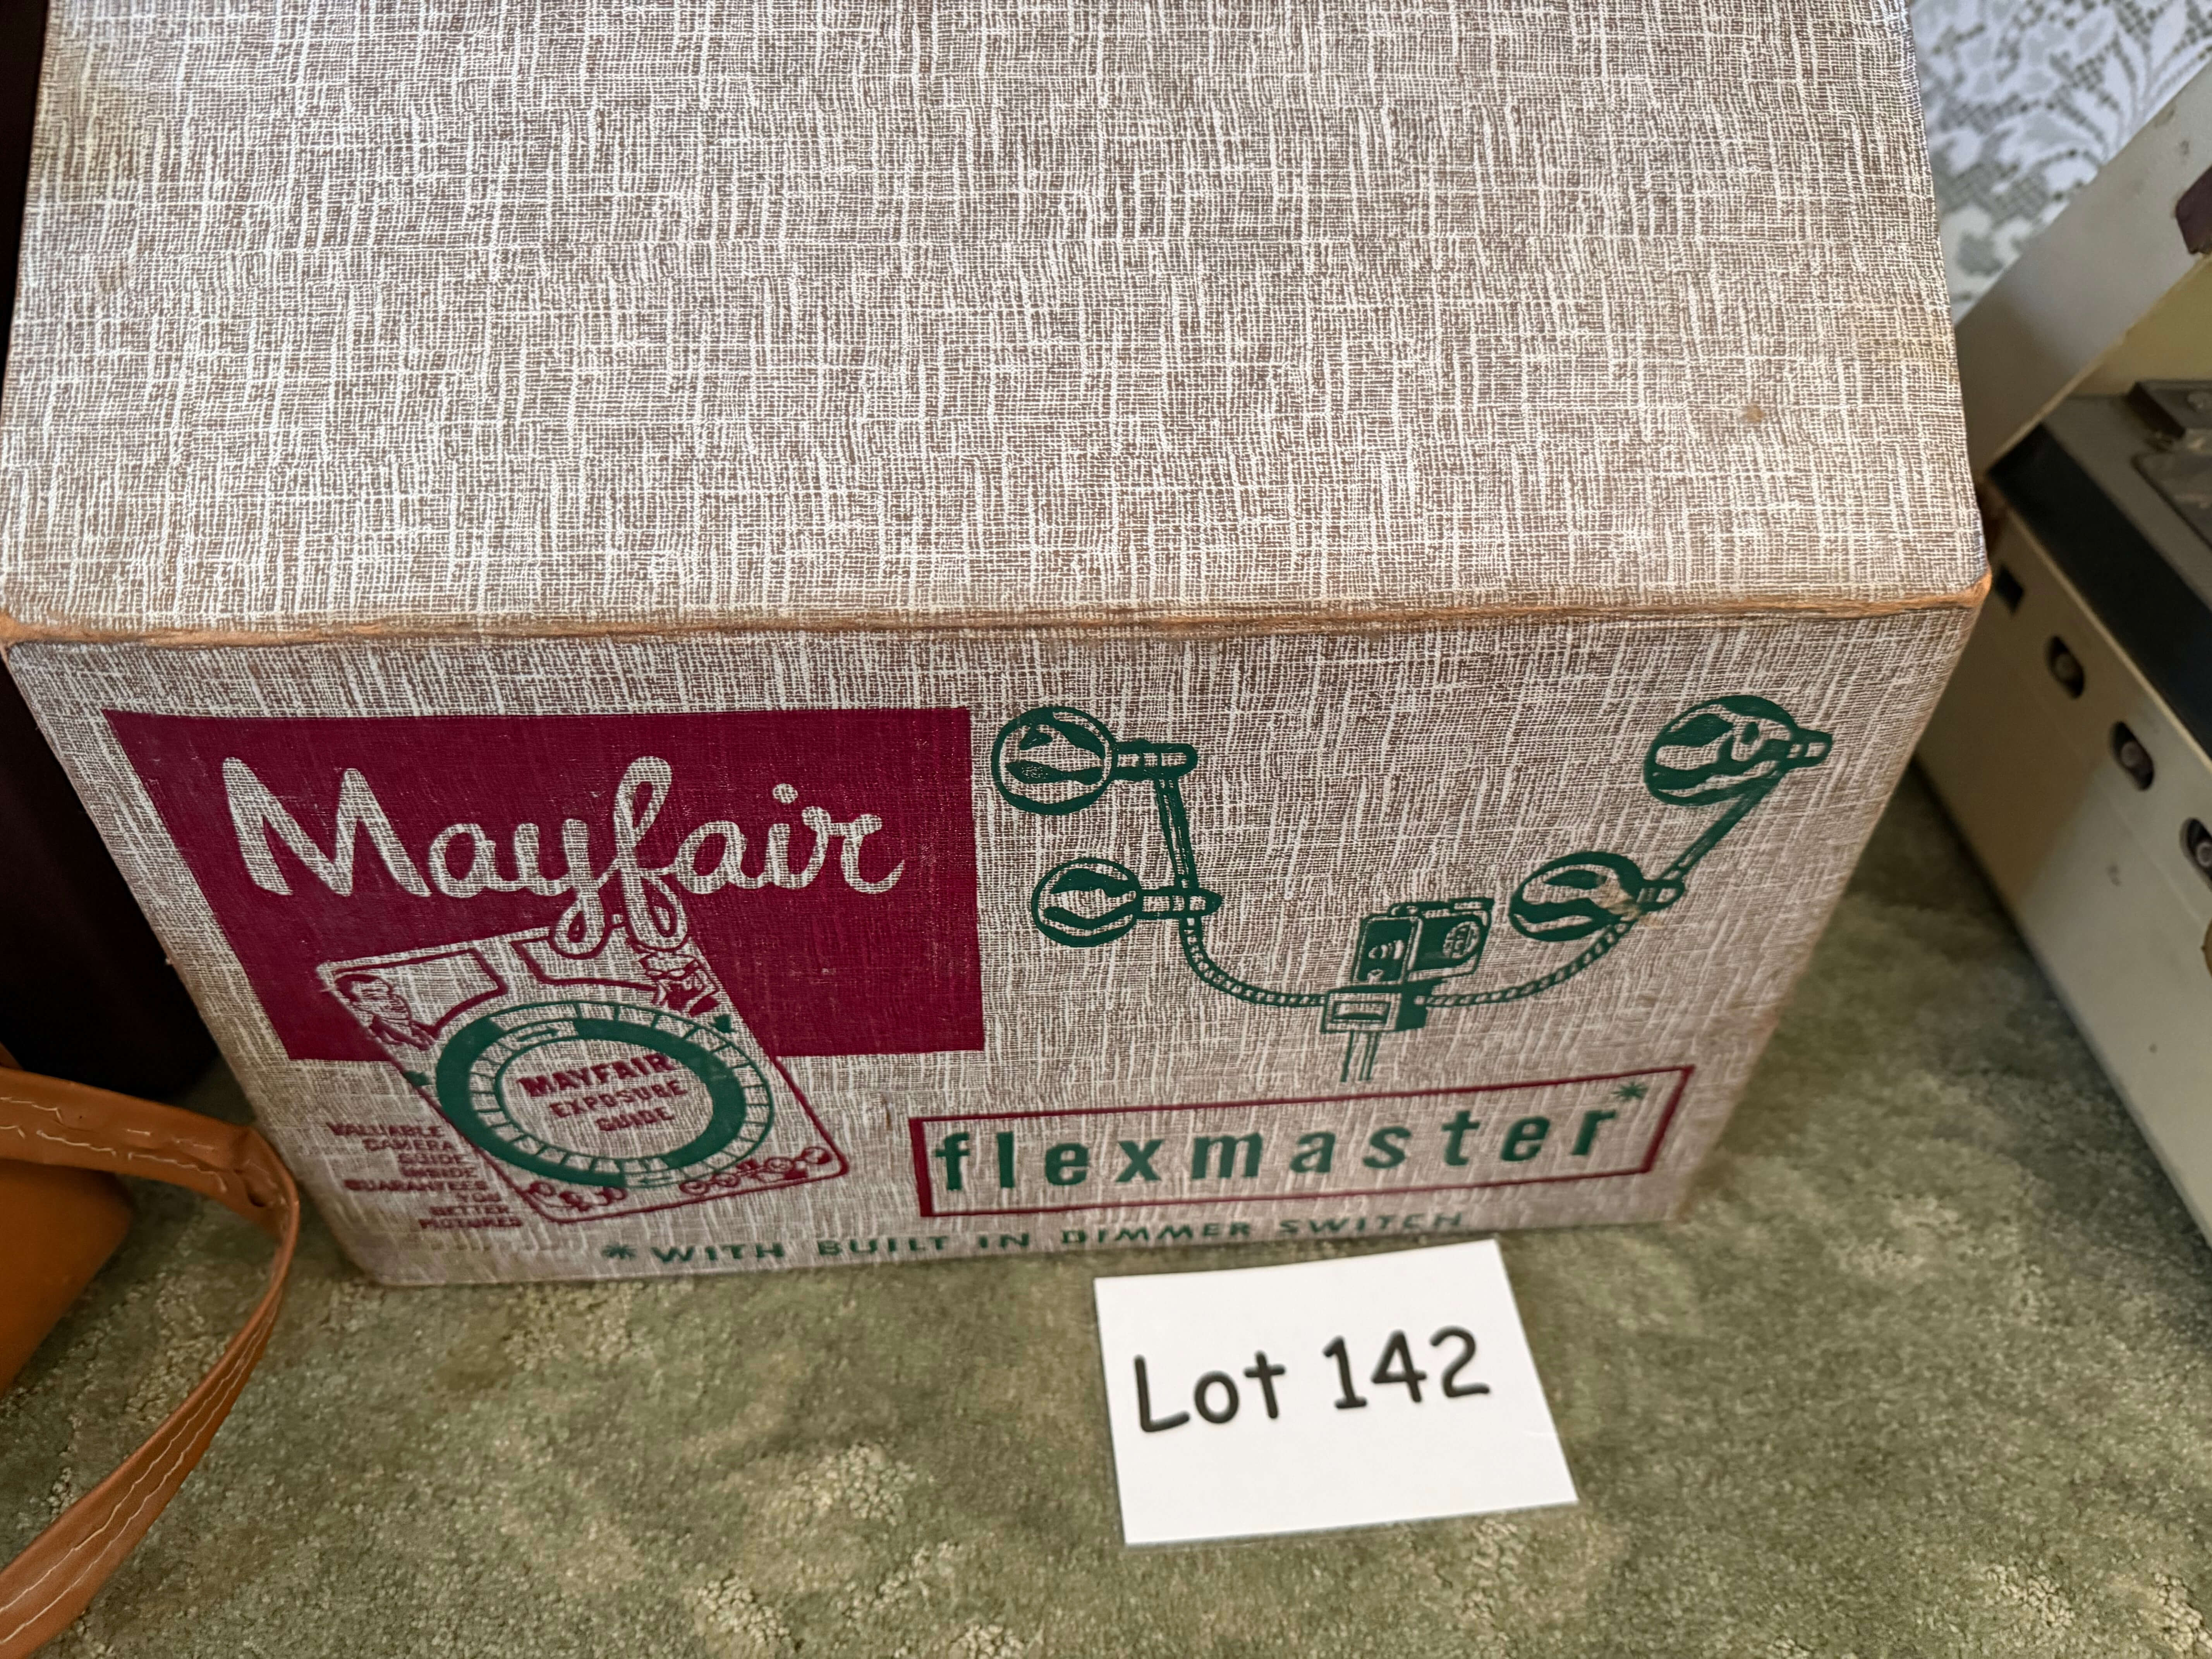 Mayfair
MAYFAIR
EXPOSURE
GUIDE
VALUABLE
CAMERA
GUIDE
INSIDE
GUARANTEES
YOU
BETTER
PICTURES
flexmaster*
*WITH BUILT IN DIMMER SWITCH
Lot 142